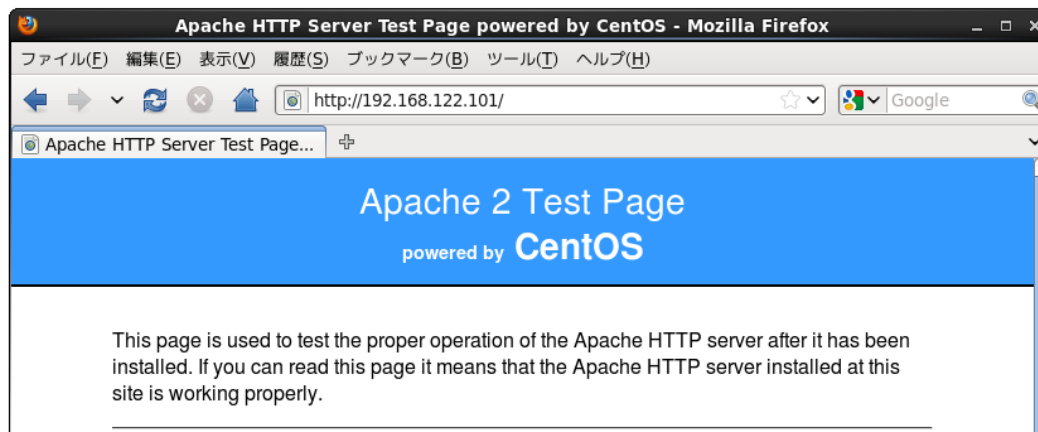 Apache HTTP Server Test Page powered by CentOS - Mozilla Firefox
ファイル(F) 編集(E) 表示(V) 履歴(S) ブックマーク(B) ツール(T) ヘルプ(H)
http://192.168.122.101/ Google
Apache HTTP Server Test Page...
Apache 2 Test Page
powered by CentOS
This page is used to test the proper operation of the Apache HTTP server after it has been
installed. If you can read this page it means that the Apache HTTP server installed at this
site is working properly.